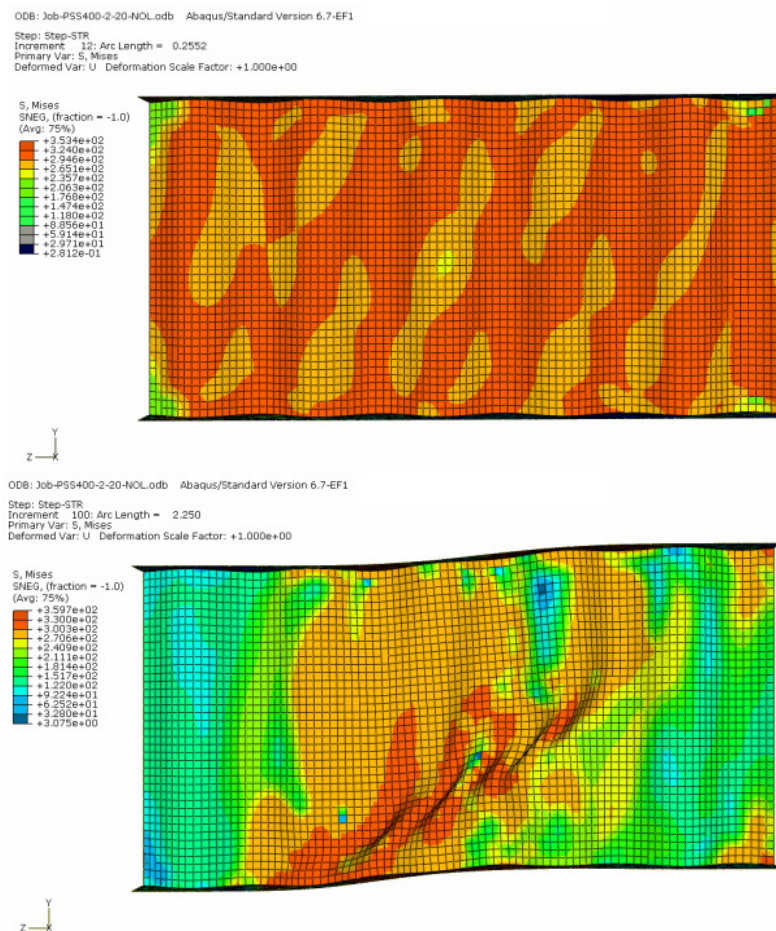 ODB: Job-PSS400-2-20-NOL.odb Abaqus/Standard Version 6.7-EF1
Step: Step-STR
Increment 12: Arc Length = 0.2552
Primary Var: S, Mises
Deformed Var: U Deformation Scale Factor: +1.000e+00
S, Mises
SNEG, (fraction = -1.0)
(Avg: 75%)
+3.534e+02
+3.240e+02
+2.946e+02
+2.651e+02
+2.357e+02
+2.063e+02
+1.768e+02
+1.474e+02
+1.180e+02
+8.856e+01
+5.914e+01
+2.971e+01
+2.812e-01
Y
Z
X
ODB: Job-PSS400-2-20-NOL.odb Abaqus/Standard Version 6.7-EF1
Step: Step-STR
Increment 100: Arc Length = 2.250
Primary Var: S, Mises
Deformed Var: U Deformation Scale Factor: +1.000e+00
S, Mises
SNEG, (fraction = -1.0)
(Avg: 75%)
+3.597e+02
+3.300e+02
+3.003e+02
+2.706e+02
+2.409e+02
+2.111e+02
+1.814e+02
+1.517e+02
+1.220e+02
+9.224e+01
+6.252e+01
+3.280e+01
+3.075e+00
Y
Z
X